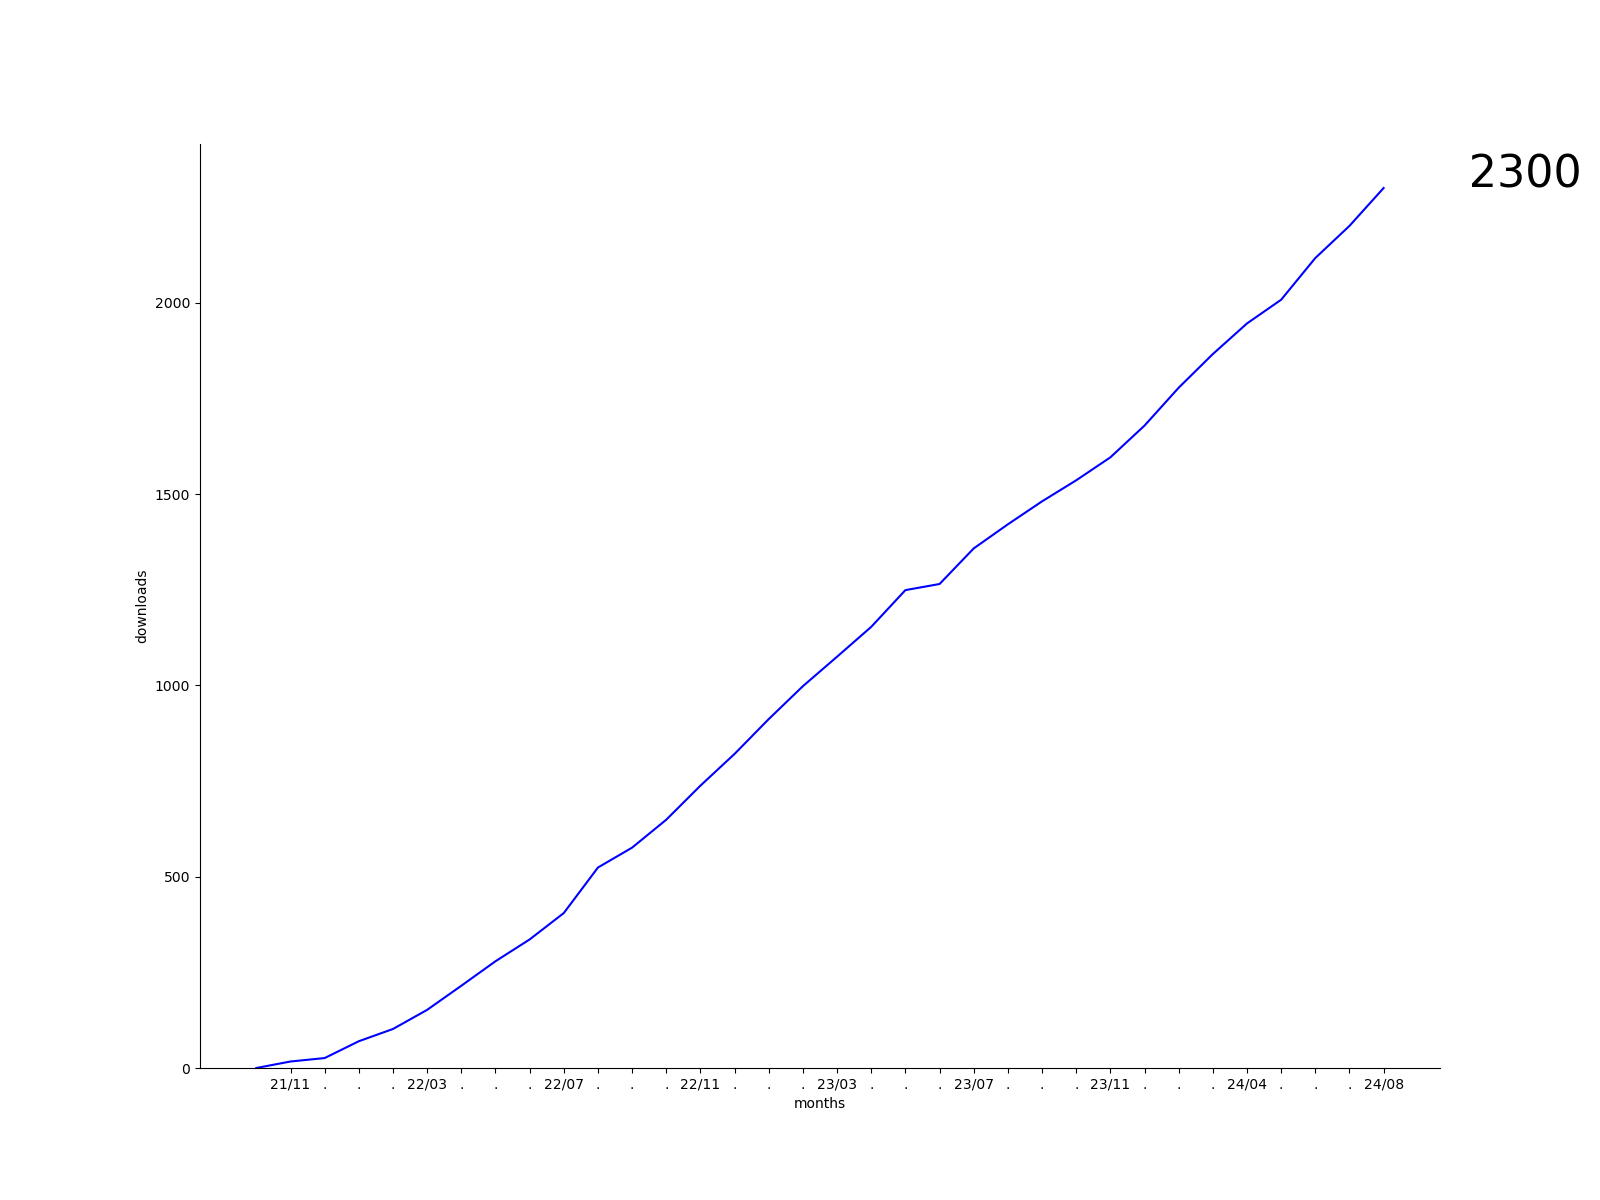 2300
2000
1500
1000
500
0
downloads
21/11 . . . 22/03 . . . 22/07 . . . 22/11 . . . 23/03 . . . 23/07 . . . 23/11 . . . 24/04 . . . 24/08
months